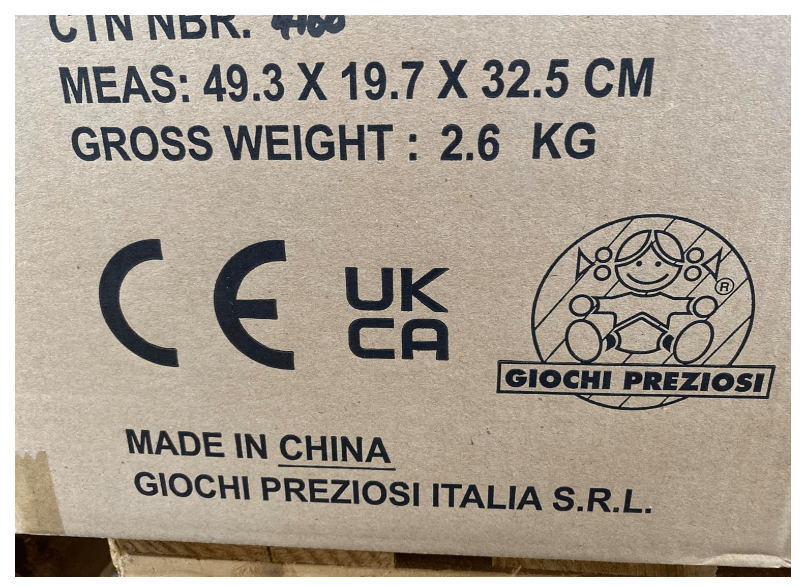 CTN NBR. 4160
MEAS: 49.3 X 19.7 X 32.5 CM
GROSS WEIGHT : 2.6 KG
CE
UK
CA
®
GIOCHI PREZIOSI
MADE IN CHINA
GIOCHI PREZIOSI ITALIA S.R.L.